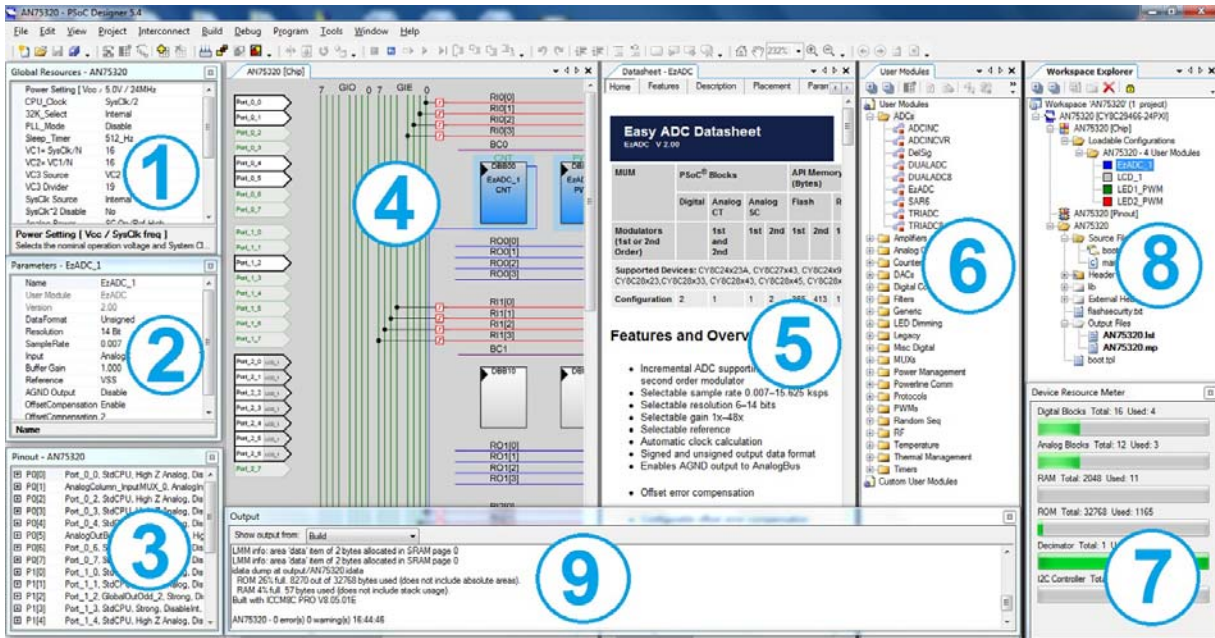 AN75320 - PSoC Designer 5.4
File Edit View Project Interconnect Build Debug Program Tools Window Help
232%
Global Resources - AN75320
Power Setting [ Vcc / 5.0V / 24MHz
CPU_Clock SysClk/2
32K_Select Internal
PLL_Mode Disable
Sleep_Timer 512_Hz
VC1= SysClk/N 16
VC2= VC1/N 16
VC3 Source VC2
VC3 Divider 19
SysClk Source Internal
SysClk*2 Disable No
Power Setting [ Vcc / SysClk freq ]
Selects the nominal operation voltage and System Cl...
1
Parameters - EzADC_1
Name EzADC_1
User Module EzADC
Version 2.00
DataFormat Unsigned
Resolution 14 Bit
SampleRate 0.007
Input Analog
Buffer Gain 1.000
Reference VSS
AGND Output Disable
OffsetCompensation Enable
OffsetCompensation 2
Name
2
Pinout - AN75320
P0[0] Port_0_0, StdCPU, High Z Analog, Dis
P0[1] AnalogColumn_InputMUX_0, AnalogIn
P0[2] Port_0_2, StdCPU, High Z Analog, Dis
P0[3] Port_0_3, StdCPU, High Z Analog, Dis
P0[4] Port_0_4, Std
P0[5] AnalogOutB
P0[6] Port_0_6, S
P0[7] Port_0_7, S
P1[0] Port_1_0, St
P1[1] Port_1_1, StdCP
P1[2] Port_1_2, GlobalOutOdd_2, Strong, Di
P1[3] Port_1_3, StdCPU, Strong, DisableInt,
P1[4] Port_1_4, StdCPU, High Z Analog, Dis
3
AN75320 [Chip]
7 GIO 0 7 GIE 0
Port_0_0
Port_0_1
Port_0_2
Port_0_3
Port_0_4
Port_0_5
Port_0_6
Port_0_7
Port_1_0
Port_1_1
Port_1_2
Port_1_3
Port_1_4
Port_1_5
Port_1_6
Port_1_7
Port_2_0
Port_2_1
Port_2_2
Port_2_3
Port_2_4
Port_2_5
Port_2_6
Port_2_7
RI0[0]
RI0[1]
RI0[2]
RI0[3]
BC0
CNT
DBB00
EzADC_1
CNT
RO0[0]
RO0[1]
RO0[2]
RO0[3]
RI1[0]
RI1[1]
RI1[2]
RI1[3]
BC1
DBB10
RO1[0]
RO1[1]
RO1[2]
RO1[3]
4
Datasheet - EzADC
Home Features Description Placement Paran
Easy ADC Datasheet
EzADC V 2.00
MUM PSoC® Blocks API Memory (Bytes)
Digital Analog CT Analog SC Flash R
Modulators (1st or 2nd Order) 1st and 2nd 1st 2nd 1st 2nd 1
Supported Devices: CY8C24x23A, CY8C27x43, CY8C24x9
CY8C28x23,CY8C28x33, CY8C28x43, CY8C28x45, CY8C28x
Configuration 2 1 1 2 365 413 1
Features and Overv
Incremental ADC supportin
second order modulator
Selectable sample rate 0.007–15.625 ksps
Selectable resolution 6–14 bits
Selectable gain 1x–48x
Selectable reference
Automatic clock calculation
Signed and unsigned output data format
Enables AGND output to AnalogBus
Offset error compensation
5
User Modules
User Modules
ADCs
ADCINC
ADCINCVR
DelSig
DUALADC
DUALADC8
EzADC
SAR6
TRIADC
TRIADC8
Amplifiers
Analog C
Counter
DACs
Digital Co
Filters
Generic
LED Dimming
Legacy
Misc Digital
MUXs
Power Management
Powerline Comm
Protocols
PWMs
Random Seq
RF
Temperature
Thermal Management
Timers
Custom User Modules
6
Workspace Explorer
Workspace 'AN75320' (1 project)
AN75320 [CY8C29466-24PXI]
AN75320 [Chip]
Loadable Configurations
AN75320 - 4 User Modules
EzADC_1
LCD_1
LED1_PWM
LED2_PWM
AN75320 [Pinout]
AN75320
Source Fil
boot
mai
Header
lib
External He
flashsecurity.txt
Output Files
AN75320.lst
AN75320.mp
boot.tpl
8
Device Resource Meter
Digital Blocks Total: 16 Used: 4
Analog Blocks Total: 12 Used: 3
RAM Total: 2048 Used: 11
ROM Total: 32768 Used: 1165
Decimator Total: 1 U
I2C Controller Tota
7
Output
Show output from: Build
LMM info: area 'data' item of 2 bytes allocated in SRAM page 0
LMM info: area 'data' item of 2 bytes allocated in SRAM page 0
idata dump at output/AN75320.idata
ROM 26% full. 8270 out of 32768 bytes used (does not include absolute areas).
RAM 4% full. 57 bytes used (does not include stack usage).
Built with ICCM8C PRO V8.05.01E
AN75320 - 0 error(s) 0 warning(s) 16:44:46
9